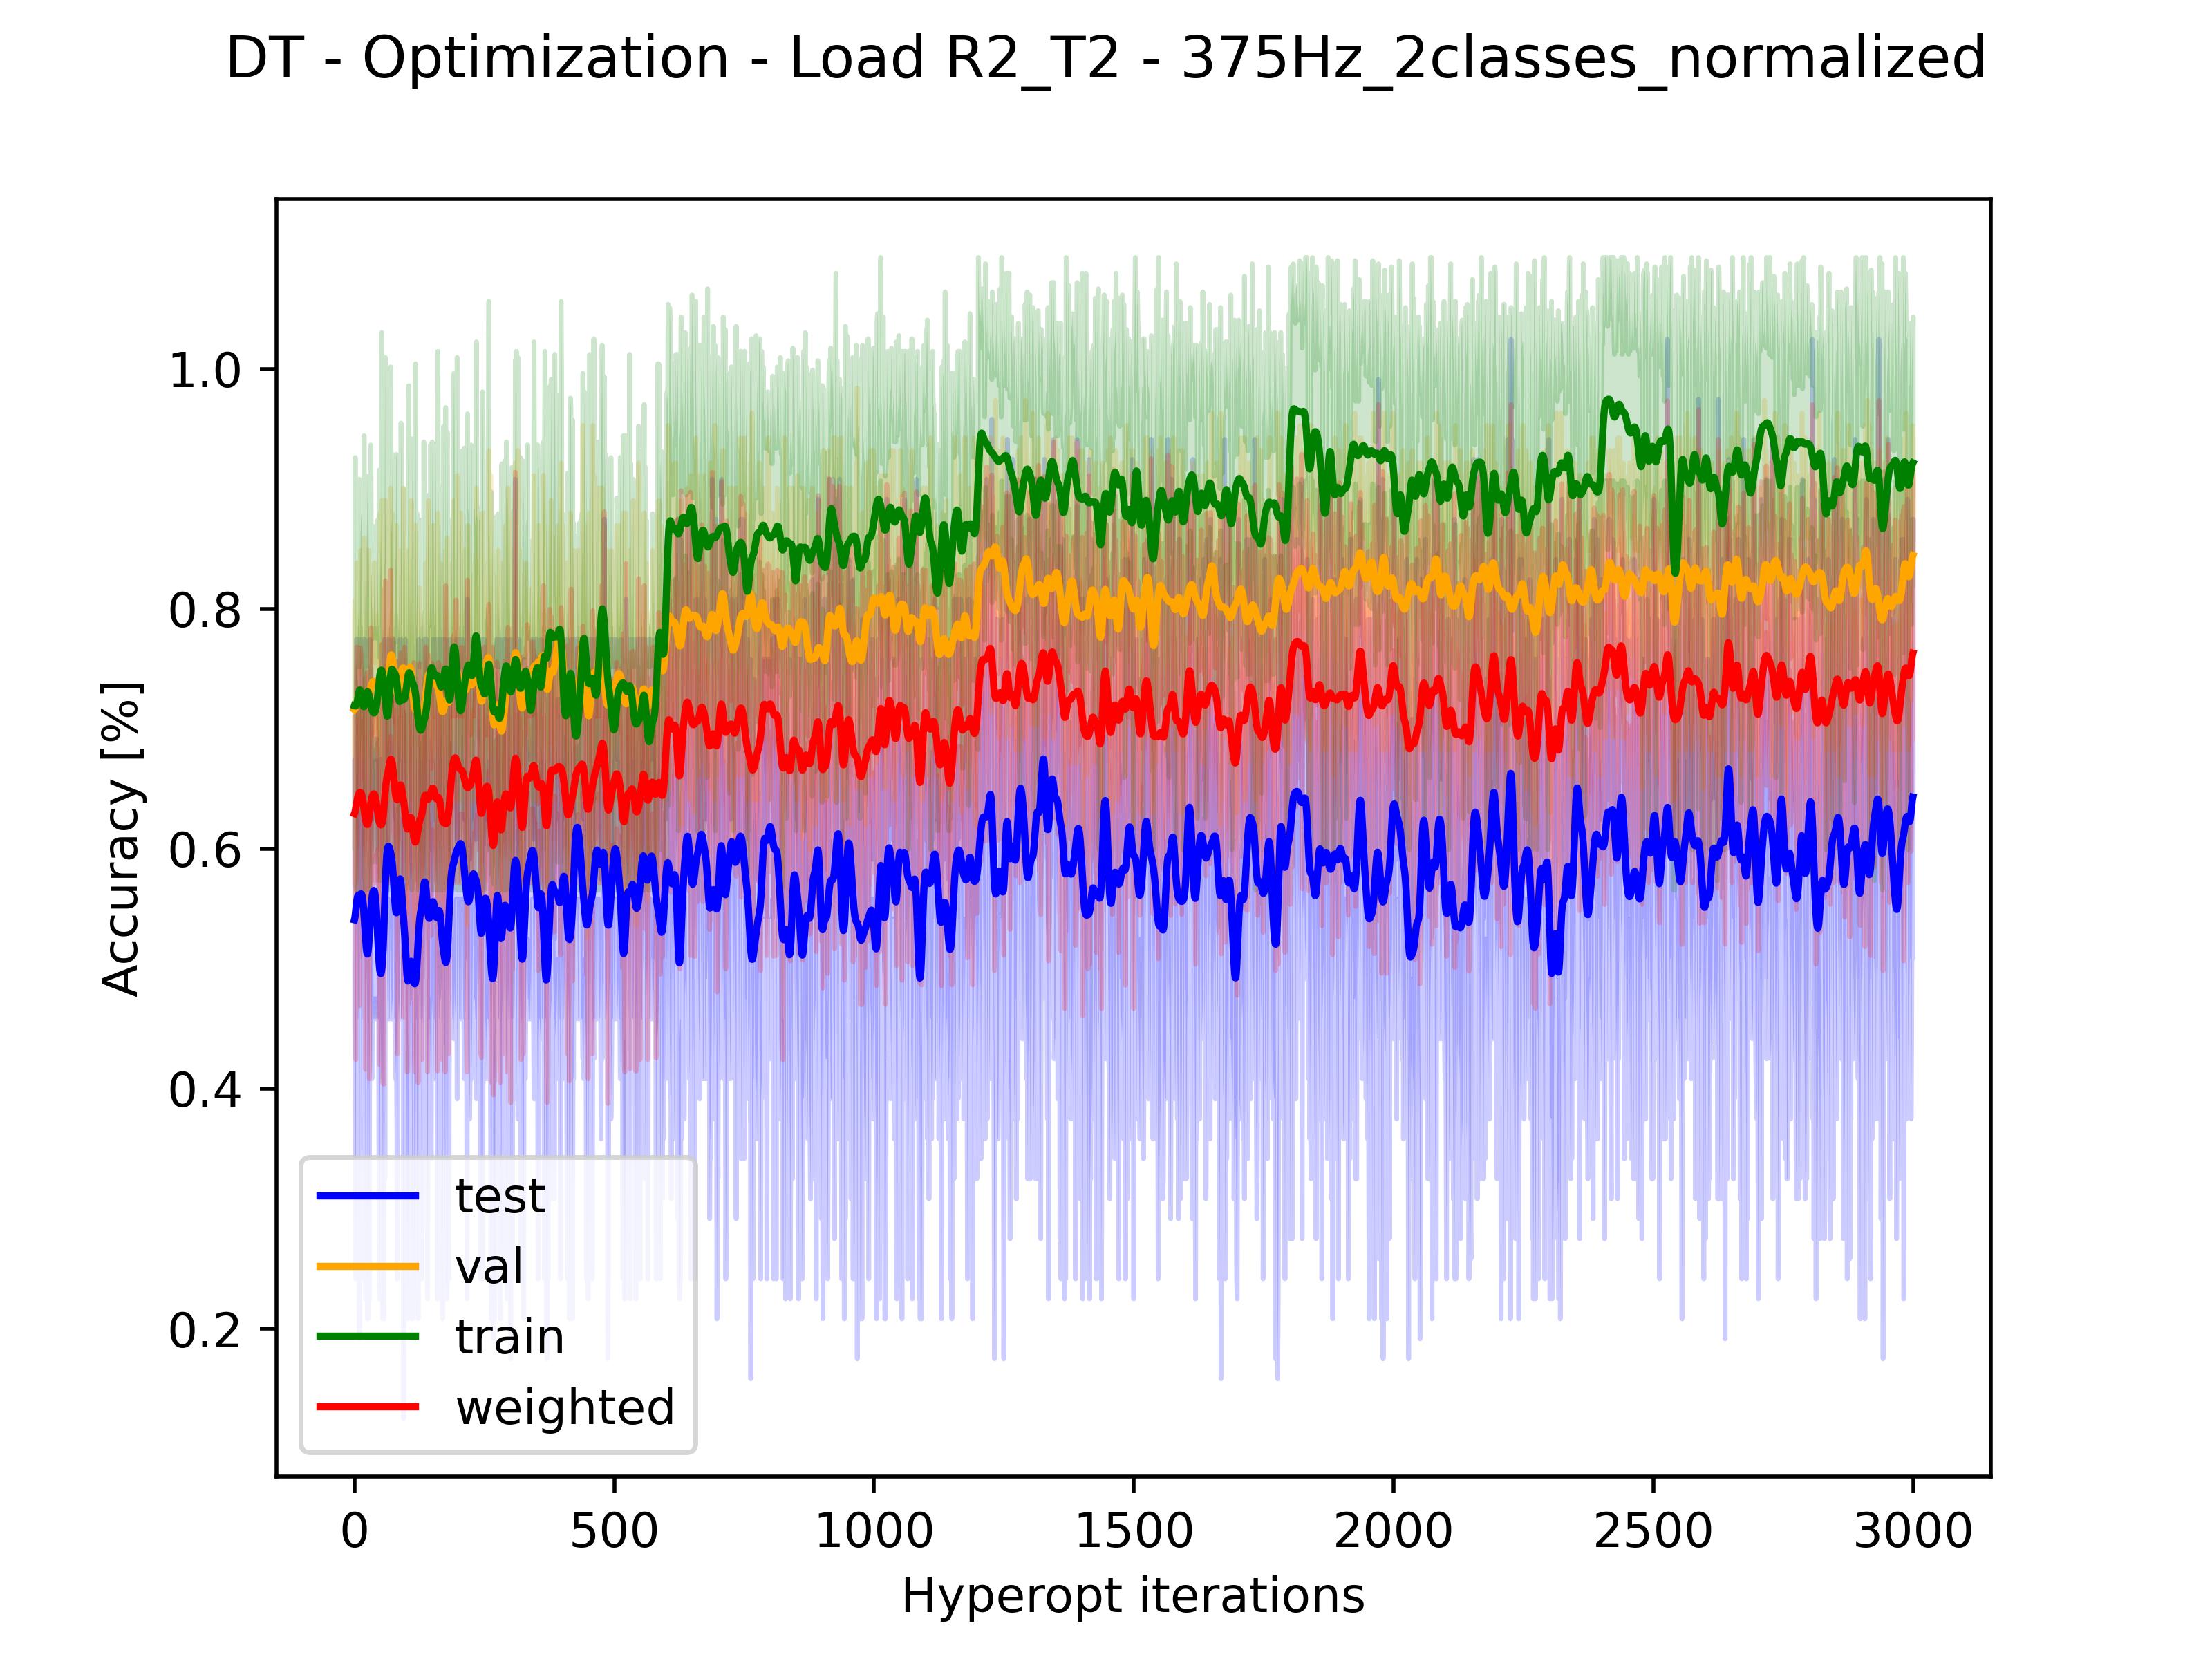 DT - Optimization - Load R2_T2 - 375Hz_2classes_normalized
Accuracy [%]
1.0
0.8
0.6
0.4
0.2
test
val
train
weighted
0 500 1000 1500 2000 2500 3000
Hyperopt iterations